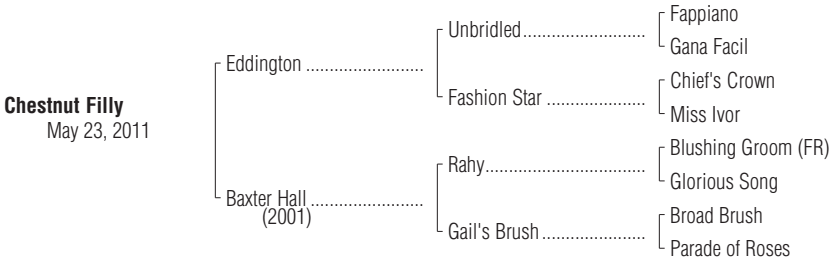 Fappiano
Unbridled
Gana Facil
Eddington
Chief's Crown
Fashion Star
Miss Ivor
Chestnut Filly
May 23, 2011
Blushing Groom (FR)
Rahy
Glorious Song
Baxter Hall
(2001)
Broad Brush
Gail's Brush
Parade of Roses